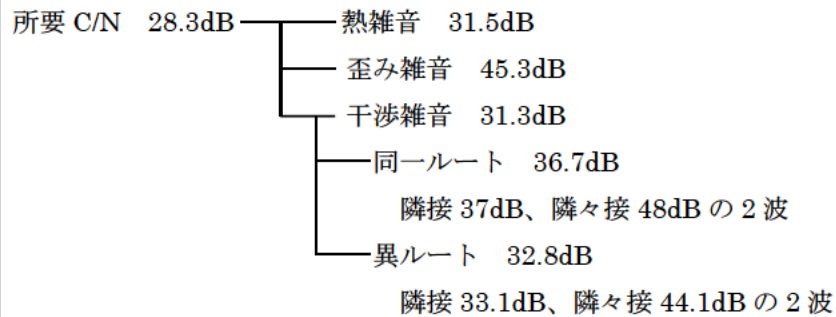 所要 C/N 28.3dB 熱雑音 31.5dB
歪み雑音 45.3dB
干渉雑音 31.3dB
同一ルート 36.7dB
隣接 37dB、隣々接 48dB の 2 波
異ルート 32.8dB
隣接 33.1dB、隣々接 44.1dB の 2 波